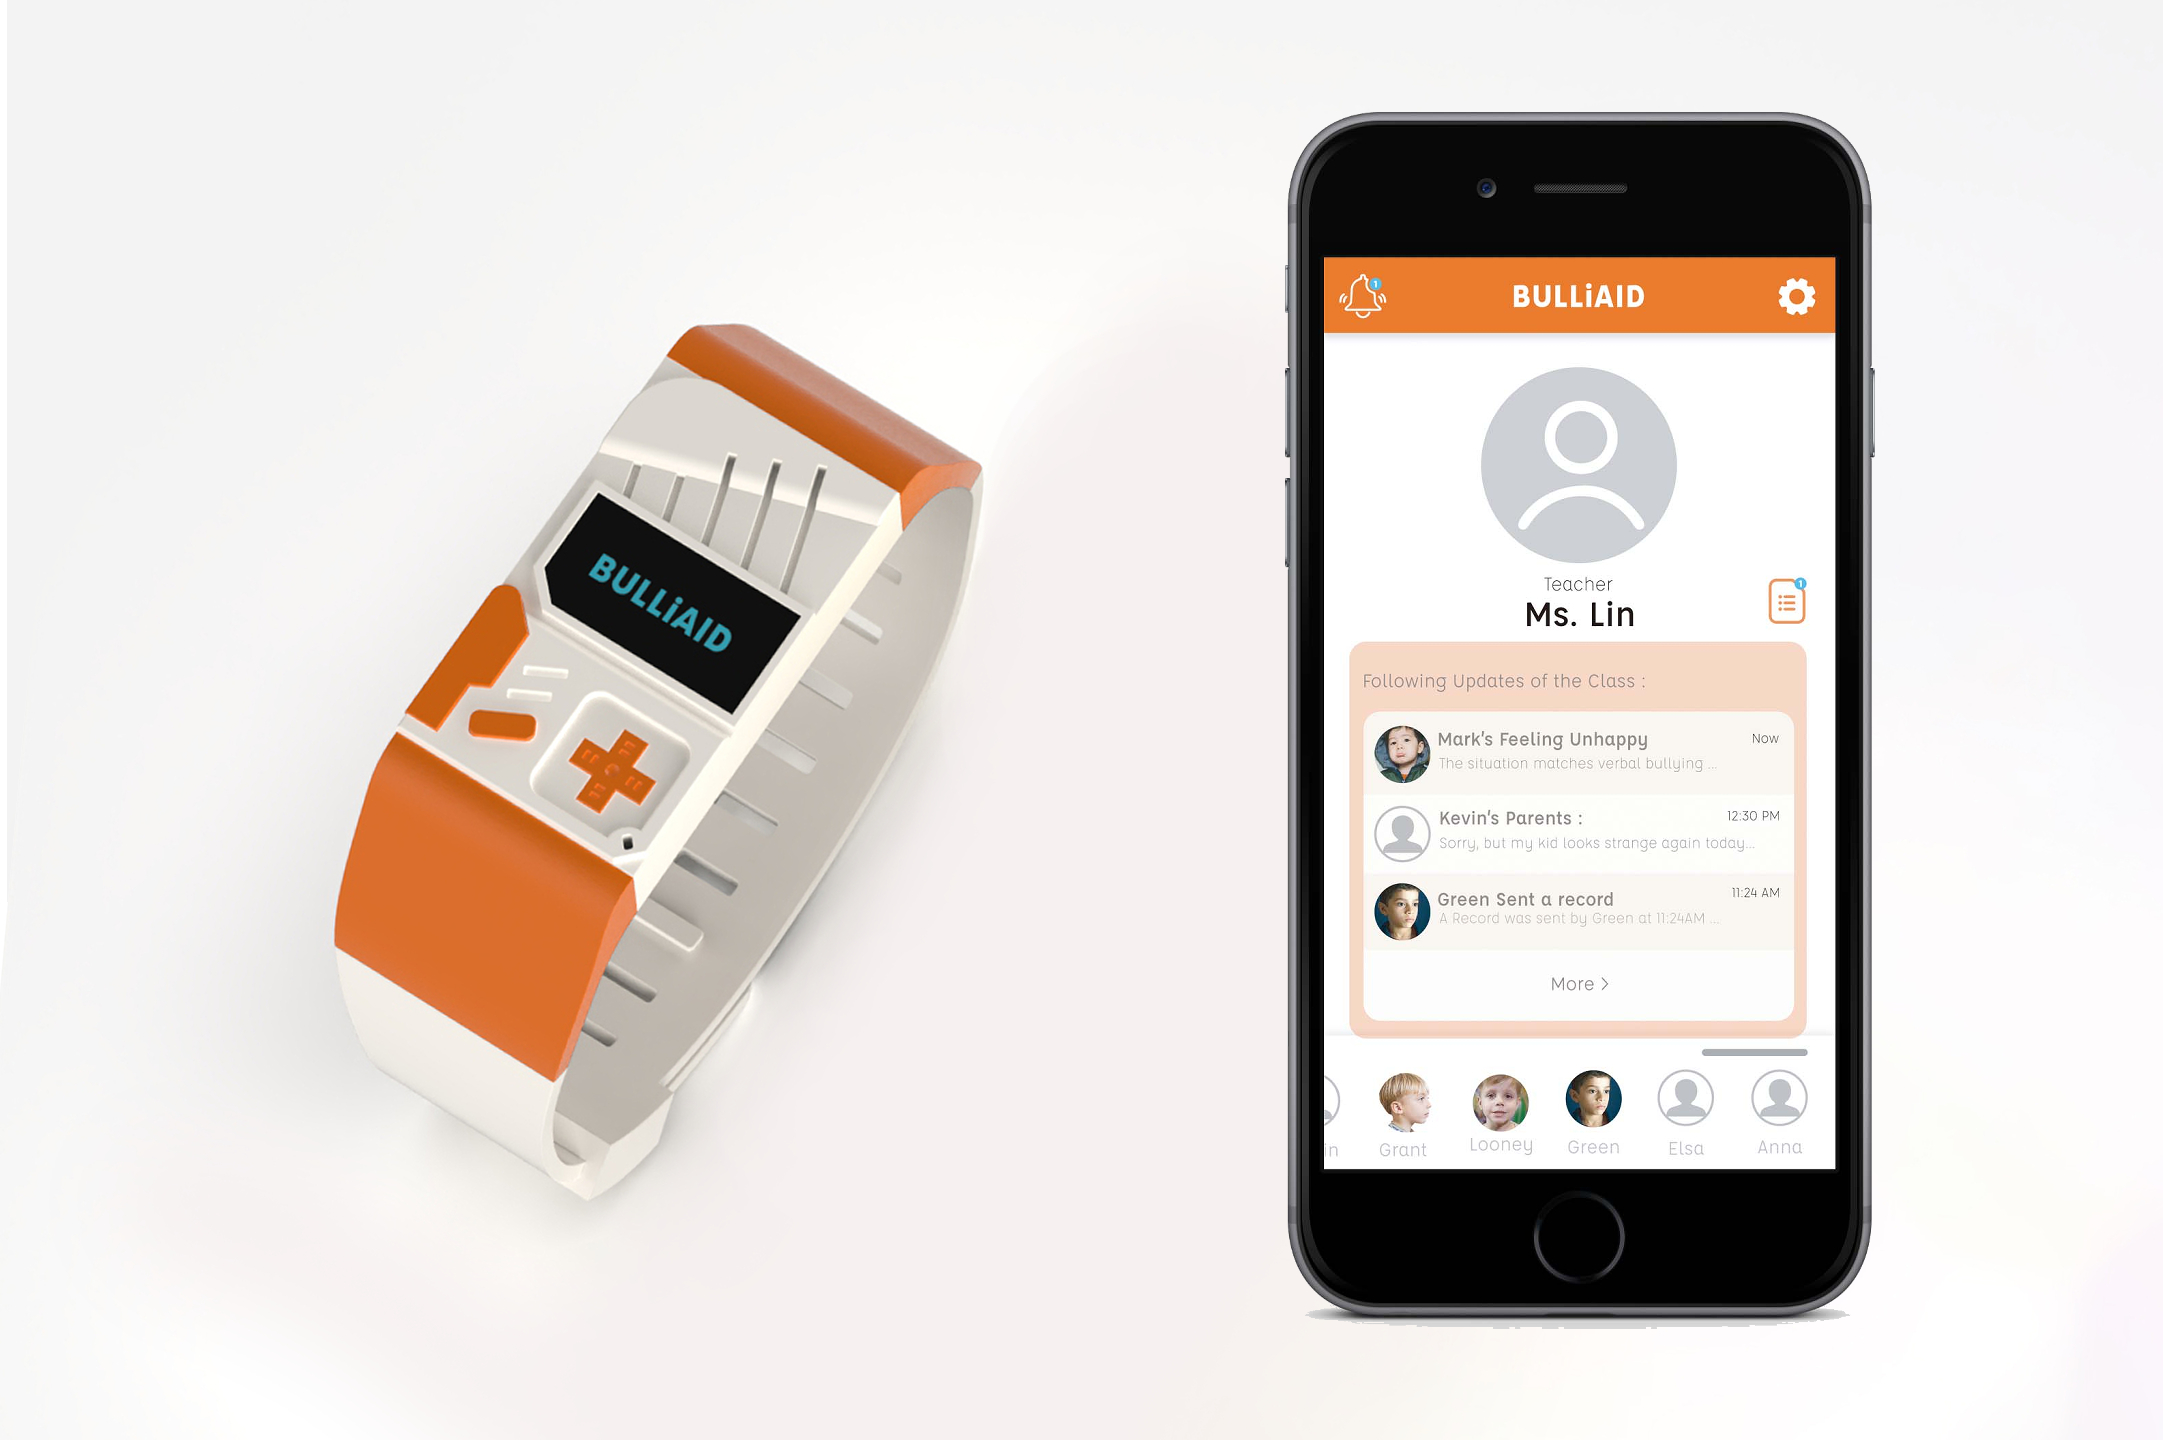 BULLiAID
1
BULLiAID
Teacher
Ms. Lin
1
Following Updates of the Class :
Mark's Feeling Unhappy
Now
The situation matches verbal bullying ...
Kevin's Parents :
12:30 PM
Sorry, but my kid looks strange again today...
Green Sent a record
11:24 AM
A Record was sent by Green at 11:24AM ...
More >
in
Grant
Looney
Green
Elsa
Anna